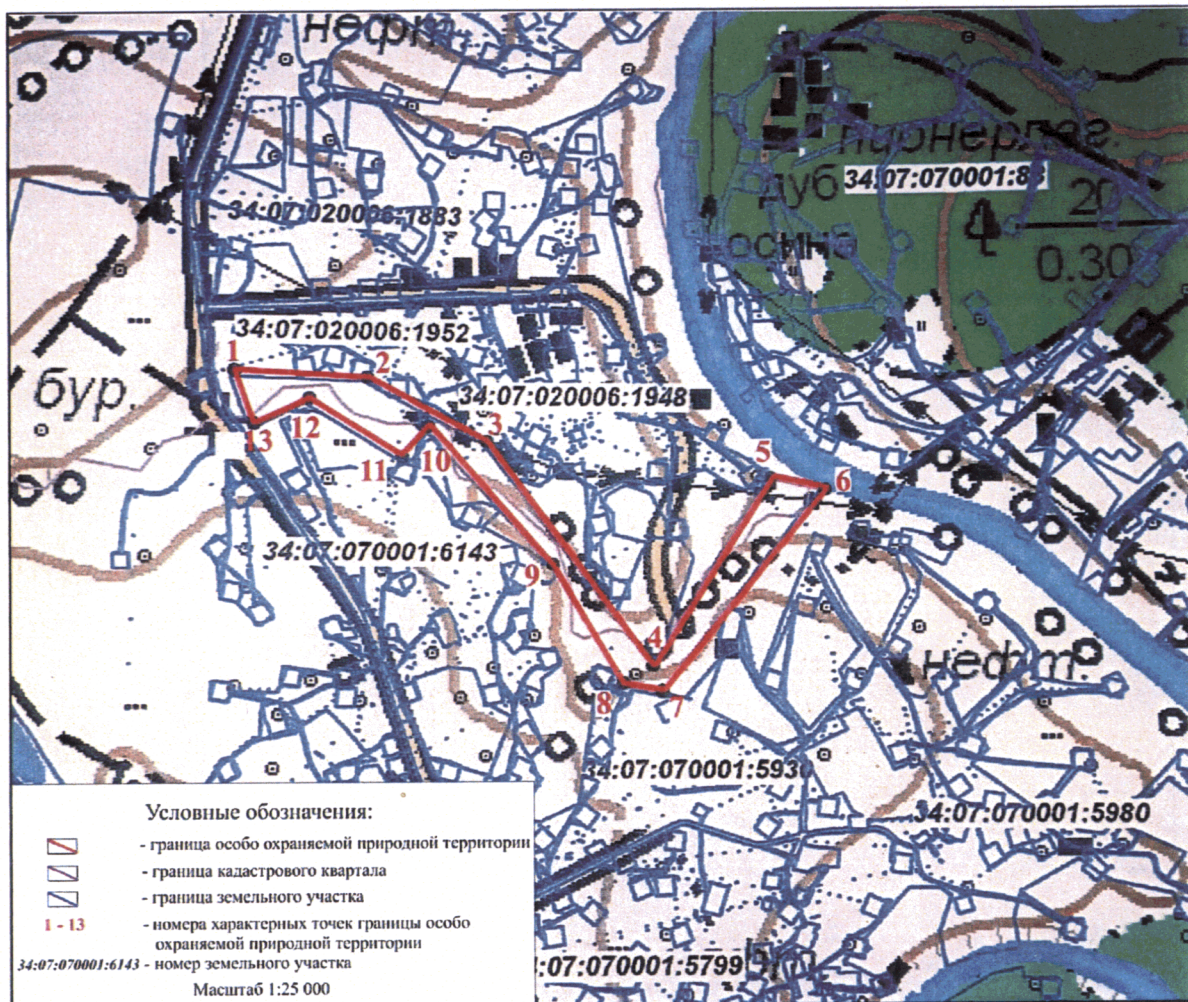 нефт.
пионерлаг.
дуб
34:07:070001:83
20
осина
0.30
34:07:020006:1883
34:07:020006:1952
1
2
бур.
34:07:020006:1948
3
13
12
11
10
5
6
34:07:070001:6143
9
4
нефт.
8
7
34:07:070001:5930
34:07:070001:5980
34:07:070001:5799
Условные обозначения:
- граница особо охраняемой природной территории
- граница кадастрового квартала
- граница земельного участка
1 - 13 - номера характерных точек границы особо
охраняемой природной территории
34:07:070001:6143 - номер земельного участка
Масштаб 1:25 000